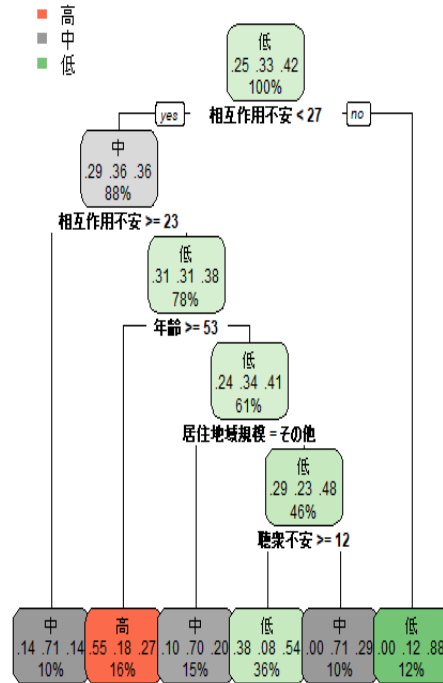 高
中
低
低
.25 .33 .42
100%
yes 相互作用不安 < 27 no
中
.29 .36 .36
88%
相互作用不安 >= 23
低
.31 .31 .38
78%
年齢 >= 53
低
.24 .34 .41
61%
居住地域規模 = その他
低
.29 .23 .48
46%
聴衆不安 >= 12
中 高 中 低 中 低
.14 .71 .14 .55 .18 .27 .10 .70 .20 .38 .08 .54 .00 .71 .29 .00 .12 .88
10% 16% 15% 36% 10% 12%